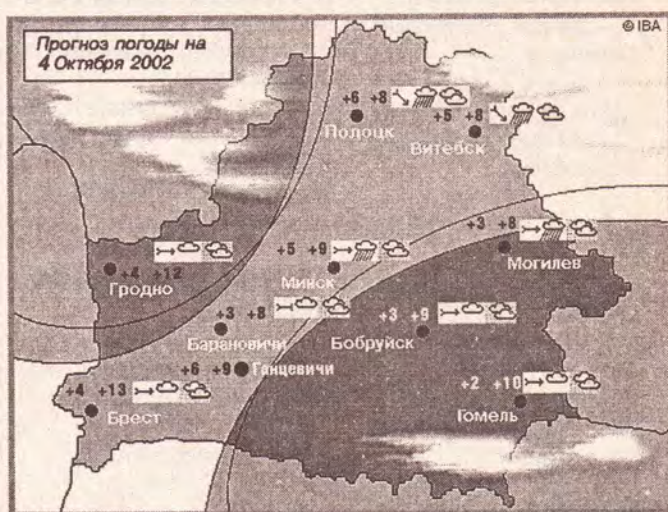 © IBA
Прогноз погоды на
4 Октября 2002
+6 +8
Полоцк
+5 +8
Витебск
+3 +8
Могилев
+5 +9
Минск
+4 +12
Гродно
+3 +8
Барановичи
+3 +9
Бобруйск
+6 +9
Ганцевичи
+4 +13
Брест
+2 +10
Гомель